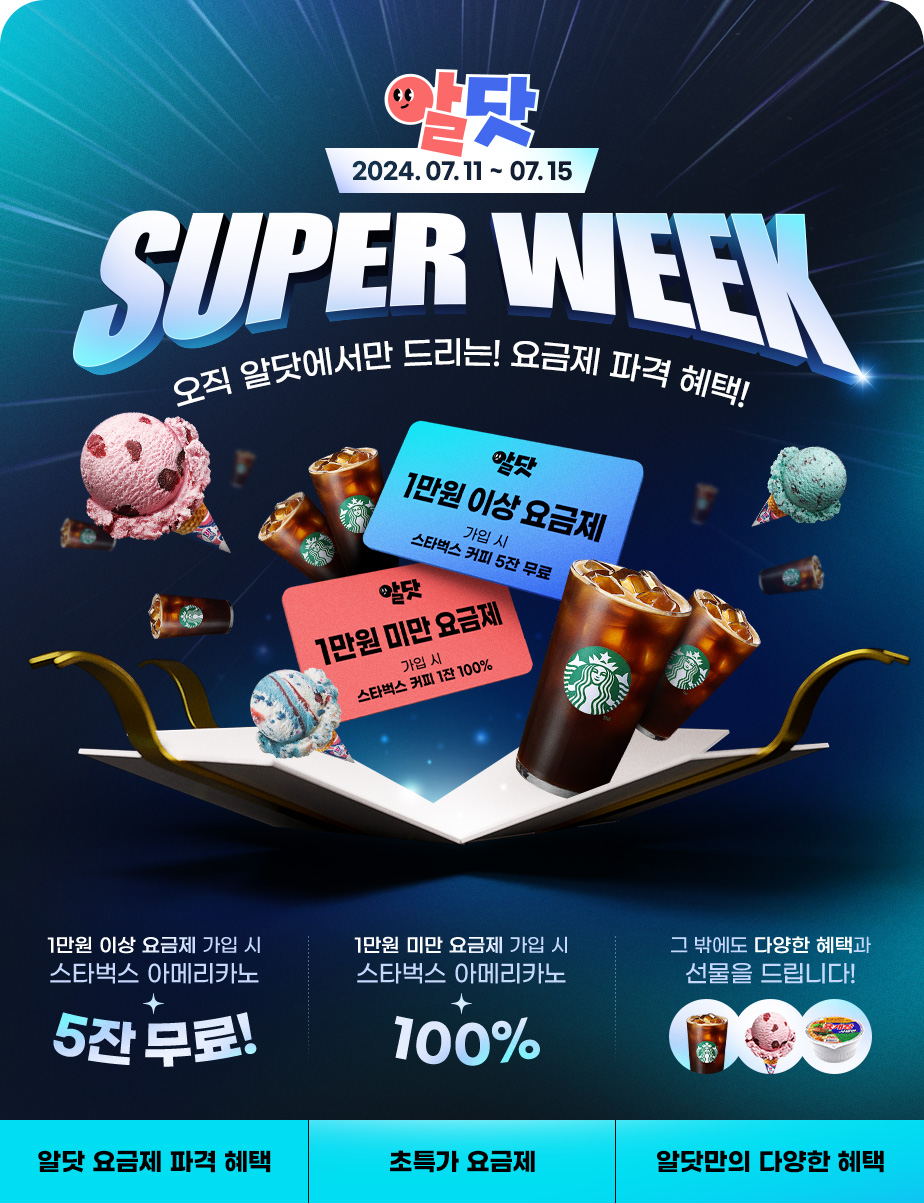 알닷
2024. 07. 11 ~ 07. 15
SUPER WEEK
오직 알닷에서만 드리는! 요금제 파격 혜택!
알닷
1만원 이상 요금제
가입 시
스타벅스 커피 5잔 무료
알닷
1만원 미만 요금제
가입 시
스타벅스 커피 1잔 100%
1만원 이상 요금제 가입 시
스타벅스 아메리카노
5잔 무료!
1만원 미만 요금제 가입 시
스타벅스 아메리카노
100%
그 밖에도 다양한 혜택과
선물을 드립니다!
알닷 요금제 파격 혜택
초특가 요금제
알닷만의 다양한 혜택